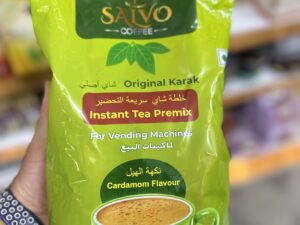 SALVO
COFFEE
شاي أصلي Original Karak
خلطة شاي سريعة التحضير
Instant Tea Premix
For Vending Machines
لماكينات البيع
نكهة الهيل
Cardamom Flavour